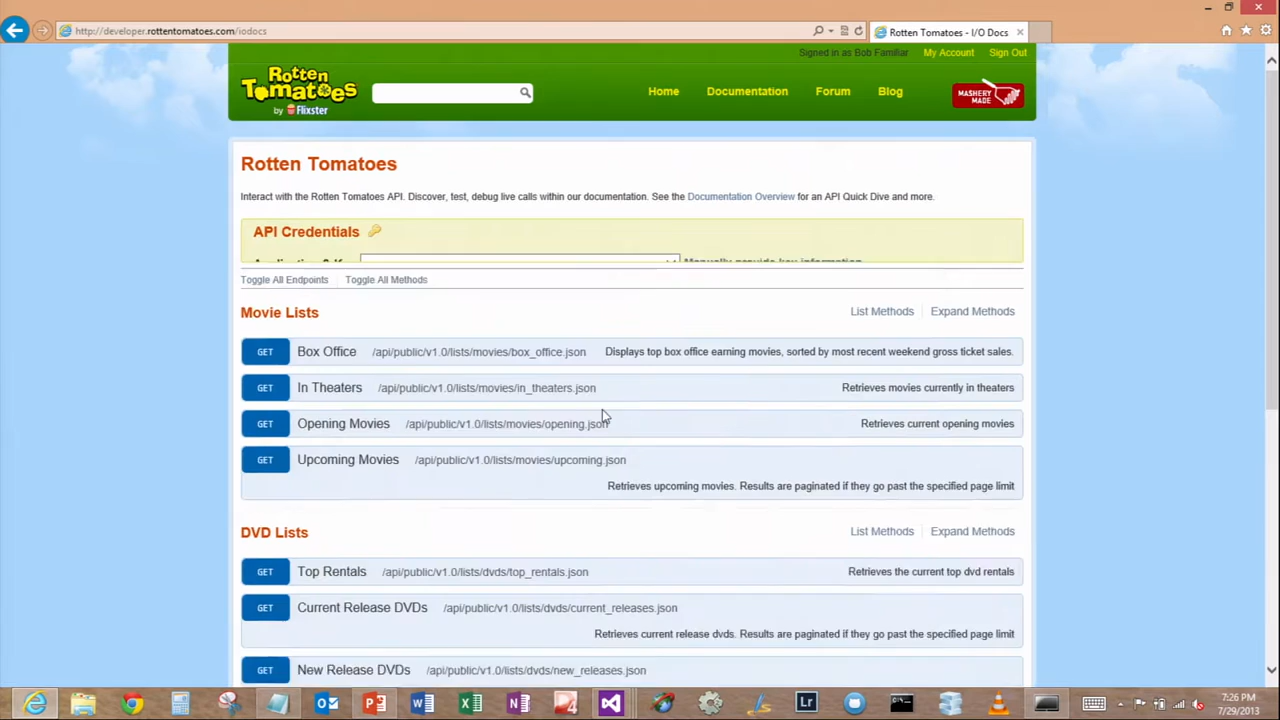 http://developer.rottentomatoes.com/iodocs
Rotten Tomatoes - I/O Docs
Signed in as Bob Familiar
My Account
Sign Out
Rotten
Tomatoes
by Flixster
Home
Documentation
Forum
Blog
MASHERY
MADE
Rotten Tomatoes
Interact with the Rotten Tomatoes API. Discover, test, debug live calls within our documentation. See the Documentation Overview for an API Quick Dive and more.
API Credentials
Manually provide key information
Toggle All Endpoints
Toggle All Methods
Movie Lists
List Methods
Expand Methods
GET Box Office /api/public/v1.0/lists/movies/box_office.json Displays top box office earning movies, sorted by most recent weekend gross ticket sales.
GET In Theaters /api/public/v1.0/lists/movies/in_theaters.json Retrieves movies currently in theaters
GET Opening Movies /api/public/v1.0/lists/movies/opening.json Retrieves current opening movies
GET Upcoming Movies /api/public/v1.0/lists/movies/upcoming.json
Retrieves upcoming movies. Results are paginated if they go past the specified page limit
DVD Lists
List Methods
Expand Methods
GET Top Rentals /api/public/v1.0/lists/dvds/top_rentals.json Retrieves the current top dvd rentals
GET Current Release DVDs /api/public/v1.0/lists/dvds/current_releases.json
Retrieves current release dvds. Results are paginated if they go past the specified page limit
GET New Release DVDs /api/public/v1.0/lists/dvds/new_releases.json
Lr
7:26 PM
7/29/2013